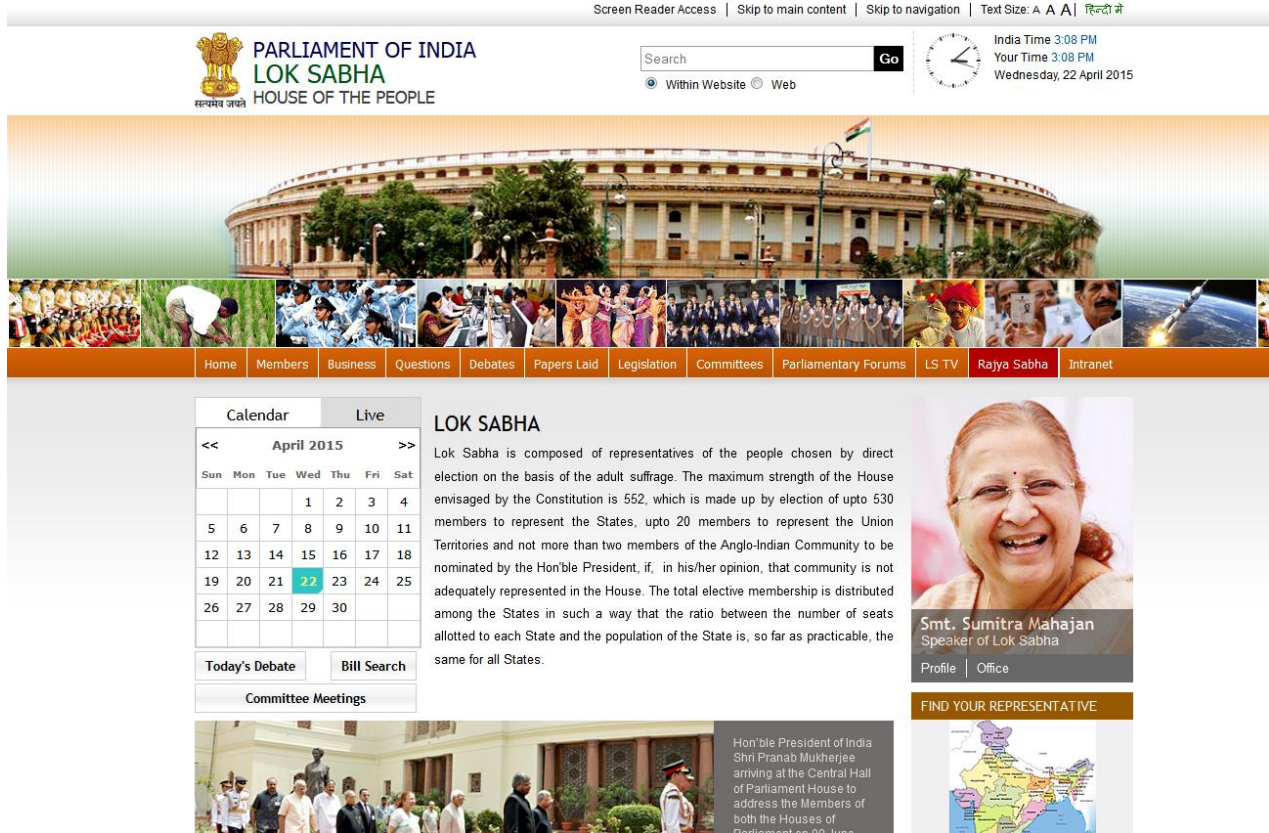 Screen Reader Access | Skip to main content | Skip to navigation | Text Size: A A A | हिन्दी मे
PARLIAMENT OF INDIA
LOK SABHA
HOUSE OF THE PEOPLE
सत्यमेव जयते
Search Go
Within Website Web
India Time 3:08 PM
Your Time 3:08 PM
Wednesday, 22 April 2015
Home Members Business Questions Debates Papers Laid Legislation Committees Parliamentary Forums LS TV Rajya Sabha Intranet
Calendar Live
<< April 2015 >>
Sun Mon Tue Wed Thu Fri Sat
1 2 3 4
5 6 7 8 9 10 11
12 13 14 15 16 17 18
19 20 21 22 23 24 25
26 27 28 29 30
Today's Debate Bill Search
Committee Meetings
LOK SABHA
Lok Sabha is composed of representatives of the people chosen by direct
election on the basis of the adult suffrage. The maximum strength of the House
envisaged by the Constitution is 552, which is made up by election of upto 530
members to represent the States, upto 20 members to represent the Union
Territories and not more than two members of the Anglo-Indian Community to be
nominated by the Hon'ble President, if, in his/her opinion, that community is not
adequately represented in the House. The total elective membership is distributed
among the States in such a way that the ratio between the number of seats
allotted to each State and the population of the State is, so far as practicable, the
same for all States.
Smt. Sumitra Mahajan
Speaker of Lok Sabha
Profile | Office
FIND YOUR REPRESENTATIVE
Hon'ble President of India
Shri Pranab Mukherjee
arriving at the Central Hall
of Parliament House to
address the Members of
both the Houses of
Parliament on